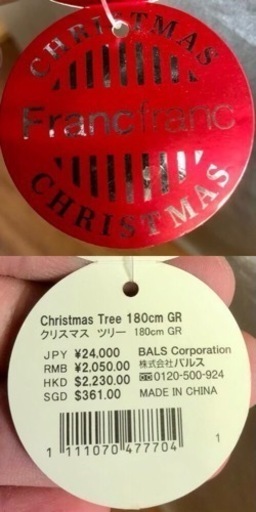 CHRISTMAS
Francfranc
CHRISTMAS
Christmas Tree 180cm GR
クリスマス ツリー 180cm GR
JPY ¥24,000 BALS Corporation
RMB ¥2,050.00 株式会社バルス
HKD $2,230.00 0120-500-924
SGD $361.00 MADE IN CHINA
1
1 111070 477704